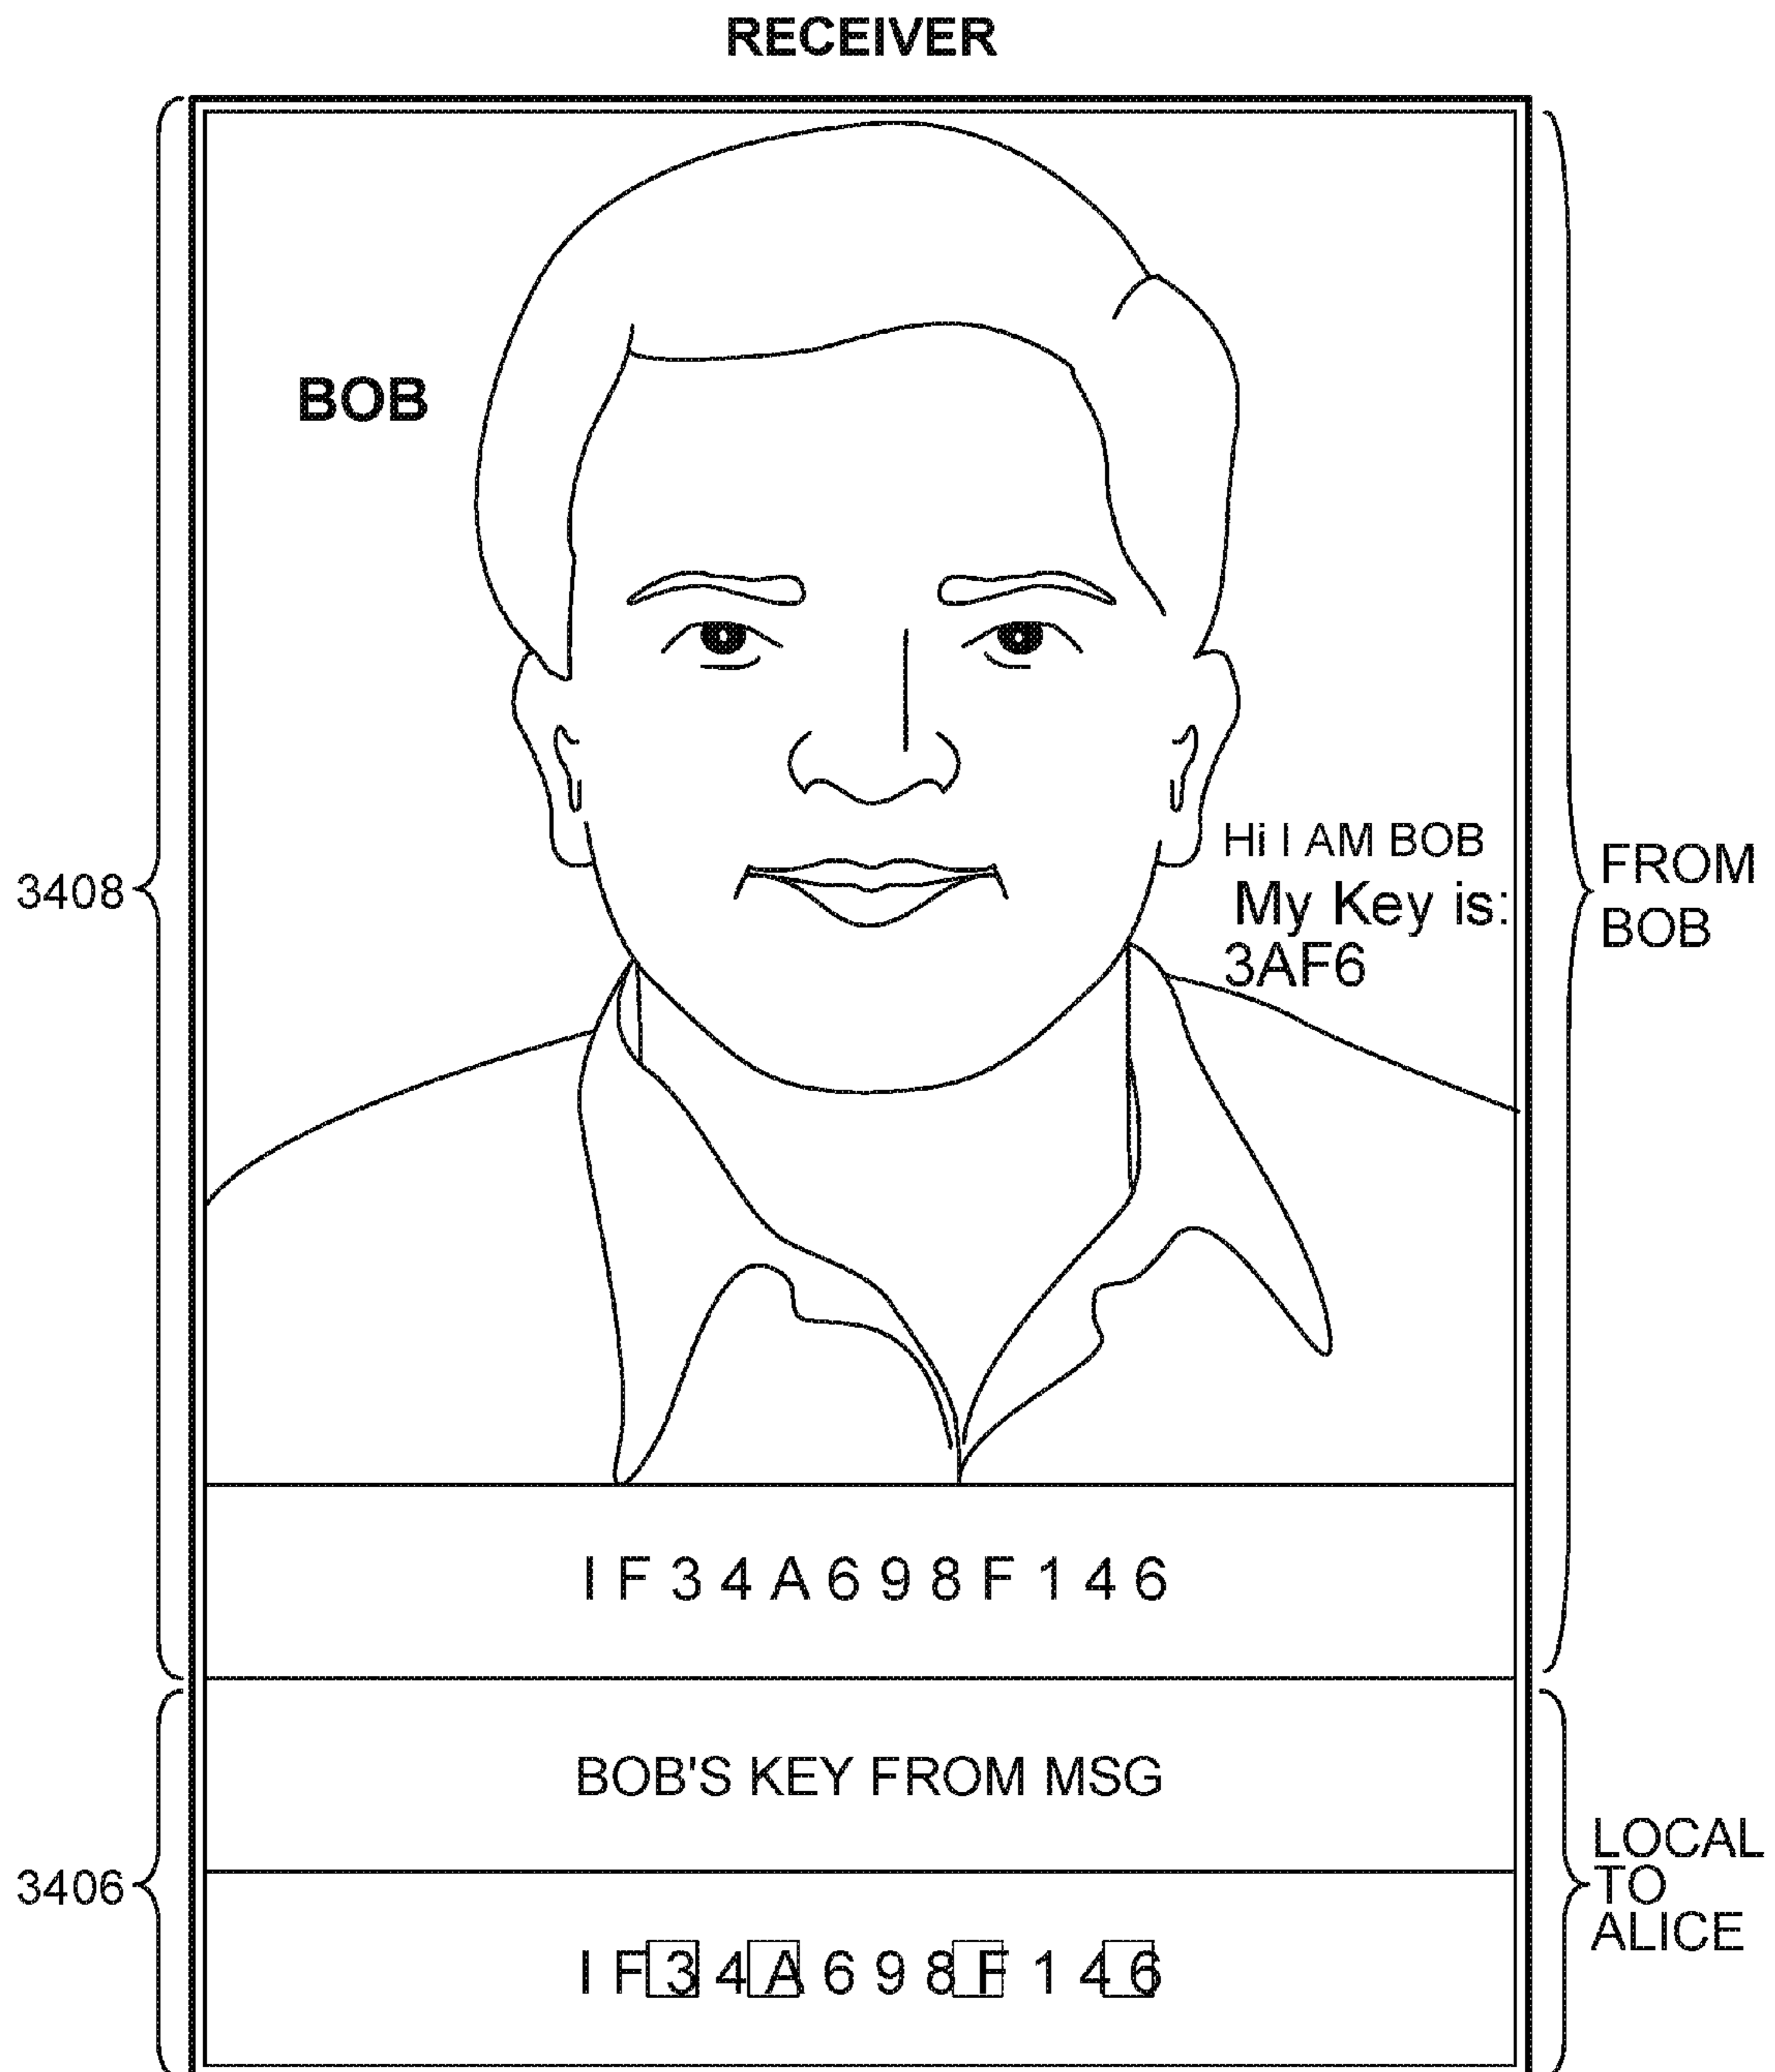 RECEIVER
BOB
Hi I AM BOB
My Key is:
3AF6
3408
FROM
BOB
I F 3 4 A 6 9 8 F 1 4 6
BOB'S KEY FROM MSG
3406
LOCAL
TO
ALICE
I F 3 4 A 6 9 8 F 1 4 6